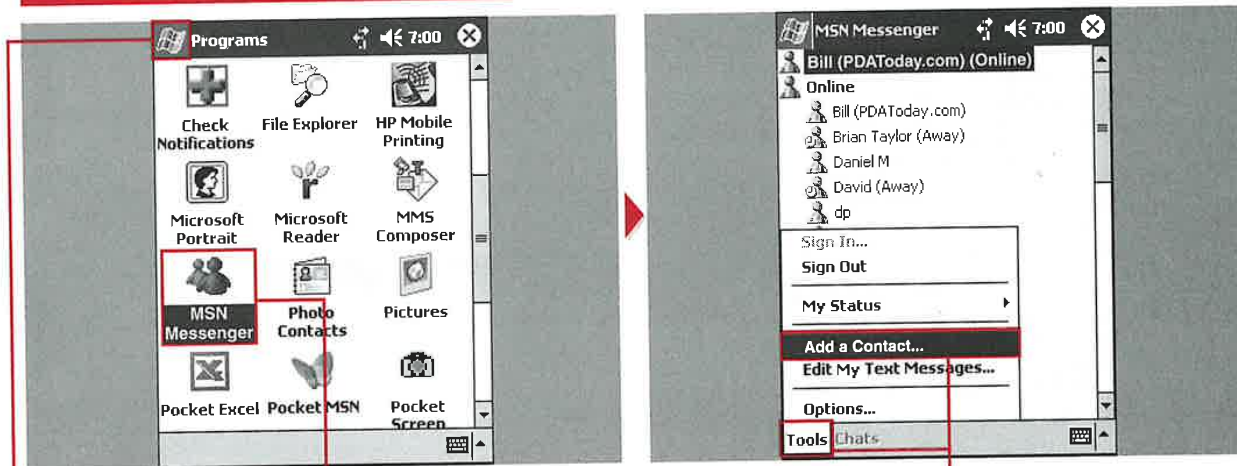 Programs 7:00
Check Notifications
File Explorer
HP Mobile Printing
Microsoft Portrait
Microsoft Reader
MMS Composer
MSN Messenger
Photo Contacts
Pictures
Pocket Excel
Pocket MSN
Pocket Screen
MSN Messenger 7:00
Bill (PDAToday.com) (Online)
Online
Bill (PDAToday.com)
Brian Taylor (Away)
Daniel M
David (Away)
dp
Sign In...
Sign Out
My Status
Add a Contact...
Edit My Text Messages...
Options...
Tools Chats